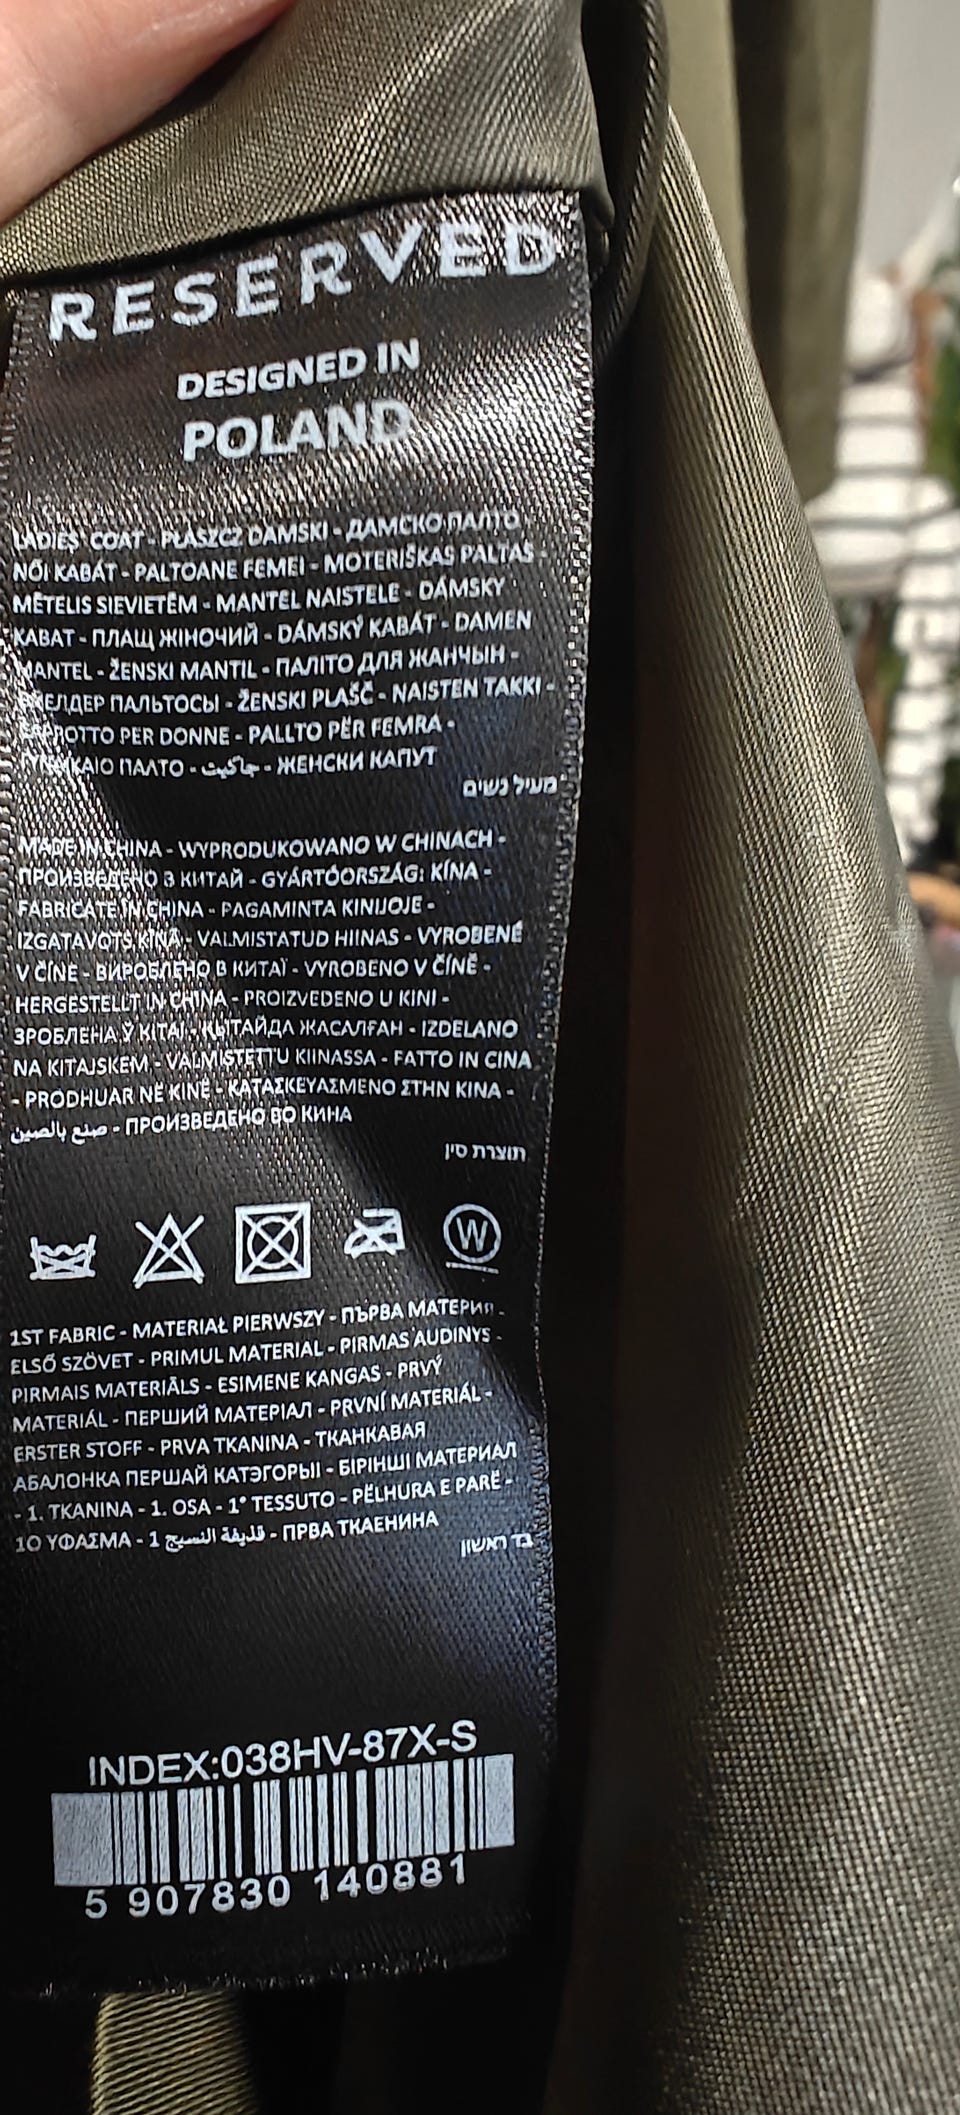 RESERVED
DESIGNED IN
POLAND
LADIES' COAT - PŁASZCZ DAMSKI - ДАМСКО ПАЛТО -
NŐI KABÁT - PALTOANE FEMEI - MOTERIŠKAS PALTAS -
MĒTELIS SIEVIETĒM - MANTEL NAISTELE - DÁMSKY
KABAT - ПЛАЩ ЖІНОЧИЙ - DÁMSKÝ KABÁT - DAMEN
MANTEL - ŽENSKI MANTIL - ПАЛІТО ДЛЯ ЖАНЧЫН -
ПАЛЬТОСЫ - ŽENSKI PLAŠČ - NAISTEN TAKKI -
PER DONNE - PALLTO PËR FEMRA -
ΠΑΛΤΟ - جاكيت - ЖЕНСКИ КАПУТ
מעיל נשים
MADE IN CHINA - WYPRODUKOWANO W CHINACH -
ПРОИЗВЕДЕНО В КИТАЙ - GYÁRTÓORSZÁG: KÍNA -
FABRICATE IN CHINA - PAGAMINTA KINIJOJE -
IZGATAVOTS ĶĪNĀ - VALMISTATUD HIINAS - VYROBENÉ
V ČÍNE - ВИРОБЛЕНО В КИТАЇ - VYROBENO V ČÍNĚ -
HERGESTELLT IN CHINA - PROIZVEDENO U KINI -
ЗРОБЛЕНА Ў КІТАІ - ҚЫТАЙДА ЖАСАЛҒАН - IZDELANO
NA KITAJSKEM - VALMISTETTU KIINASSA - FATTO IN CINA
- PRODHUAR NË KINË - ΚΑΤΑΣΚΕΥΑΣΜΕΝΟ ΣΤΗΝ ΚΙΝΑ -
صنع بالصين - ПРОИЗВЕДЕНО ВО КИНА
תוצרת סין
W
1ST FABRIC - MATERIAŁ PIERWSZY - ПЪРВА МАТЕРИЯ -
ELSŐ SZÖVET - PRIMUL MATERIAL - PIRMAS AUDINYS -
PIRMAIS MATERIĀLS - ESIMENE KANGAS - PRVÝ
MATERIÁL - ПЕРШИЙ МАТЕРІАЛ - PRVNÍ MATERIÁL -
ERSTER STOFF - PRVA TKANINA - ТКАНКАВАЯ
АБАЛОНКА ПЕРШАЙ КАТЭГОРЫІ - БІРІНШІ МАТЕРИАЛ
- 1. TKANINA - 1. OSA - 1° TESSUTO - PËLHURA E PARË -
1Ο ΥΦΑΣΜΑ - 1 قذيفة النسيج - ПРВА ТКАЕНИНА
בד ראשון
INDEX:038HV-87X-S
5 907830 140881